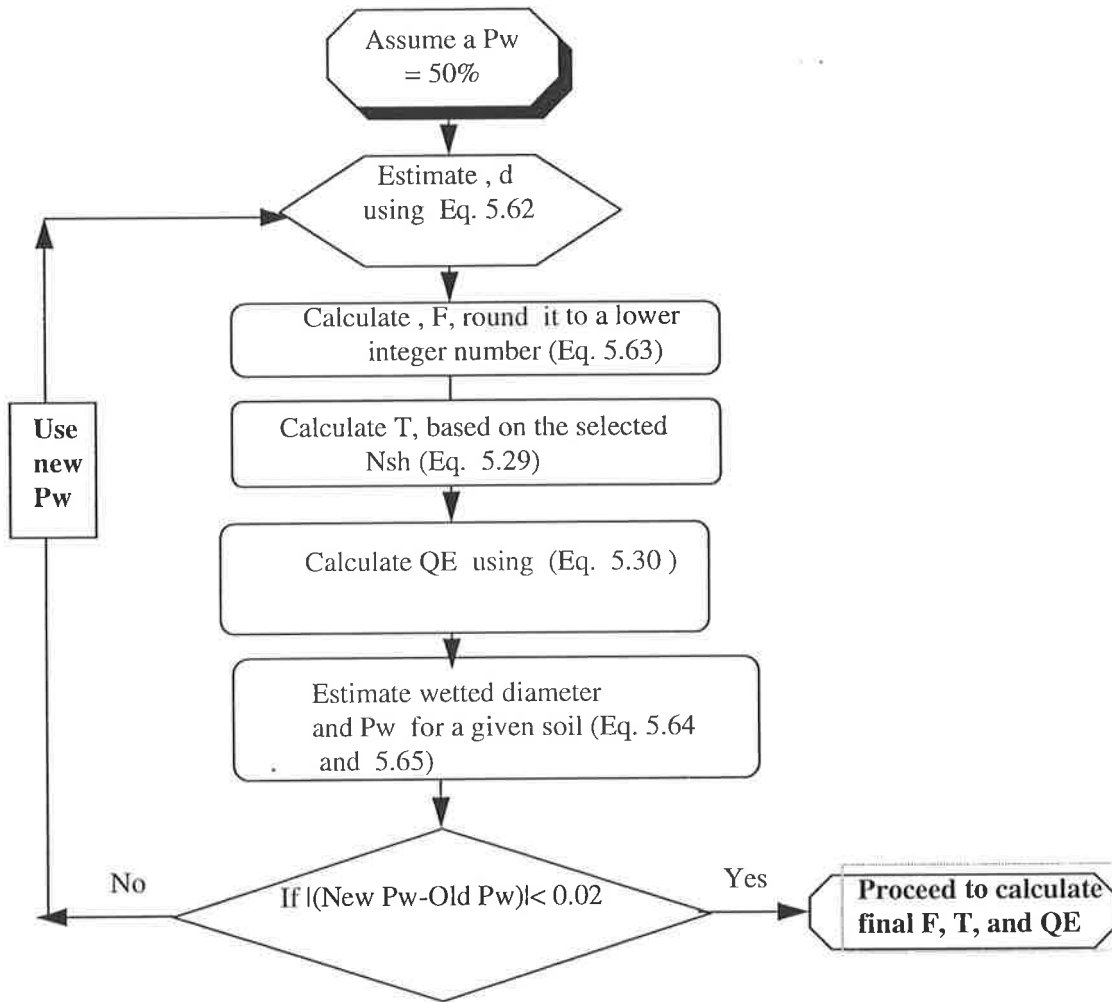 Assume a Pw
= 50%
Estimate , d
using Eq. 5.62
Calculate , F, round it to a lower
integer number (Eq. 5.63)
Calculate T, based on the selected
Nsh (Eq. 5.29)
Use
new
Pw
Calculate QE using (Eq. 5.30 )
Estimate wetted diameter
and Pw for a given soil (Eq. 5.64
and 5.65)
No
If |(New Pw-Old Pw)|< 0.02
Yes
Proceed to calculate
final F, T, and QE